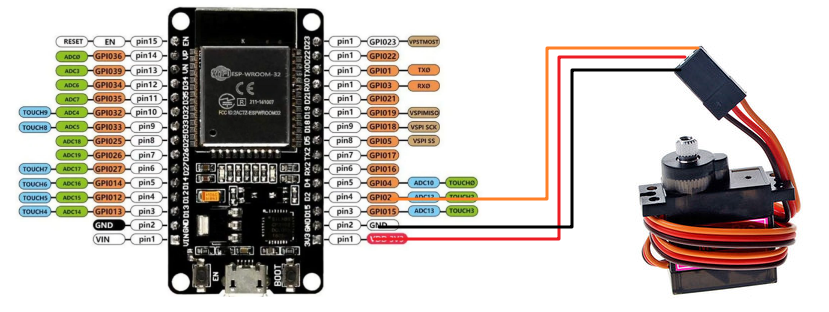 RESET EN pin15 EN D23 pin1 GPIO23 VPSTMOST
ADC0 GPIO36 pin14 VP D22 pin1 GPIO22
ADC3 GPIO39 pin13 VN TX0 pin1 GPIO1 TX0
ADC6 GPIO34 pin12 D34 RX0 pin1 GPIO3 RX0
ADC7 GPIO35 pin11 D35 D21 pin1 GPIO21
TOUCH9 ADC4 GPIO32 pin10 D32 D19 pin1 GPIO19 VSPIMISO
TOUCH8 ADC5 GPIO33 pin9 D33 D18 pin9 GPIO18 VSPI SCK
ADC18 GPIO25 pin8 D25 D5 pin8 GPIO5 VSPI SS
ADC19 GPIO26 pin7 D26 TX2 pin7 GPIO17
TOUCH7 ADC17 GPIO27 pin6 D27 RX2 pin6 GPIO16
TOUCH6 ADC16 GPIO14 pin5 D14 D4 pin5 GPIO4 ADC10 TOUCH0
TOUCH5 ADC15 GPIO12 pin4 D12 D2 pin4 GPIO2 ADC12 TOUCH2
TOUCH4 ADC14 GPIO13 pin3 D13 D15 pin3 GPIO15 ADC13 TOUCH3
GND pin2 GND GND pin2 GND
VIN pin1 VIN 3V3 pin1 VDO 3V3
ESP-WROOM-32
211-161007
FCC ID:2AC7Z-ESPWROOM32
EN
BOOT